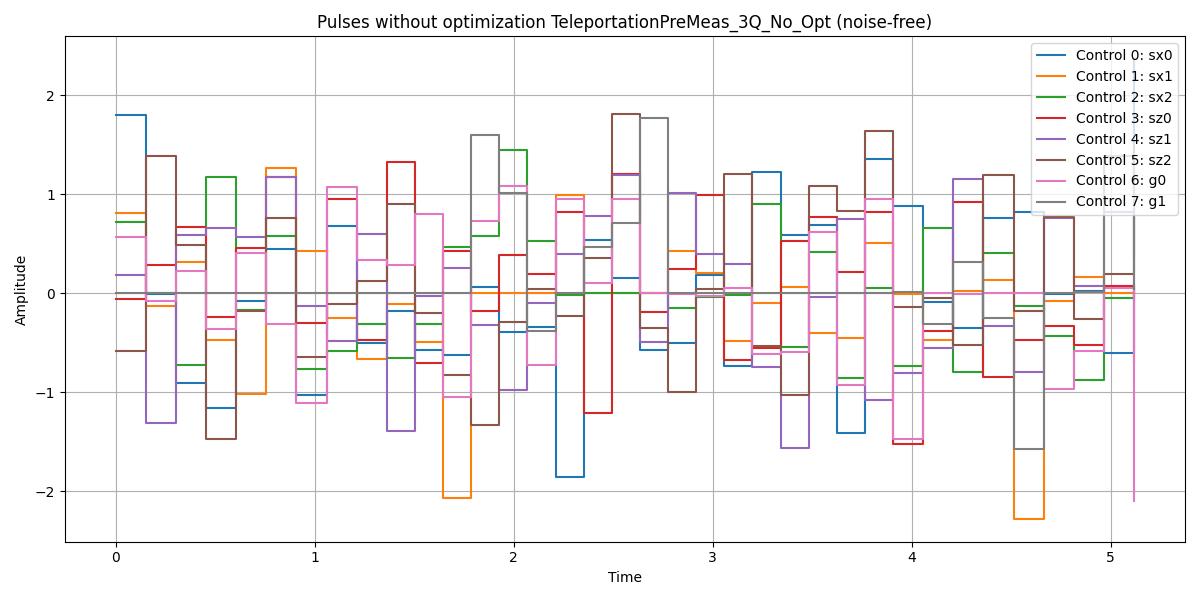 Pulses without optimization TeleportationPreMeas_3Q_No_Opt (noise-free)
Control 0: sx0
Control 1: sx1
Control 2: sx2
Control 3: sz0
Control 4: sz1
Control 5: sz2
Control 6: g0
Control 7: g1
Amplitude
2
1
0
−1
−2
0
1
2
3
4
5
Time